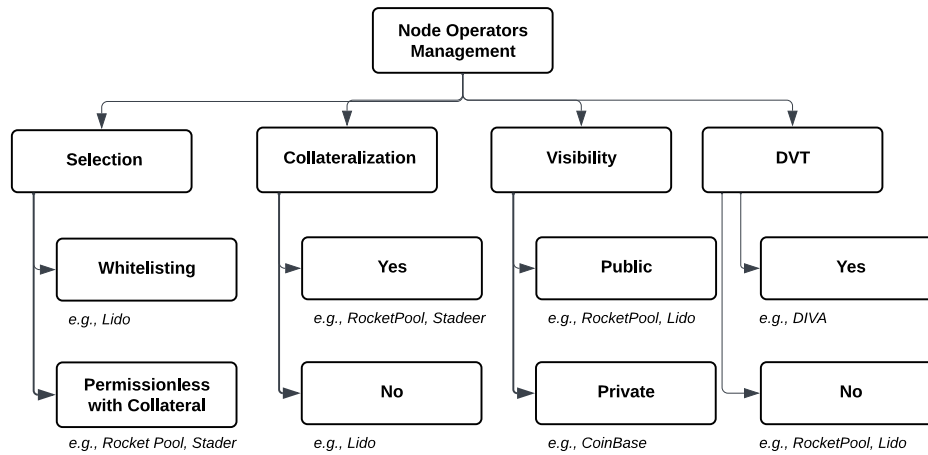 Node Operators
Management
Selection
Collateralization
Visibility
DVT
Whitelisting
Yes
Public
Yes
e.g., Lido
e.g., RocketPool, Stadeer
e.g., RocketPool, Lido
e.g., DIVA
Permissionless
with Collateral
No
Private
No
e.g., Rocket Pool, Stader
e.g., Lido
e.g., CoinBase
e.g., RocketPool, Lido